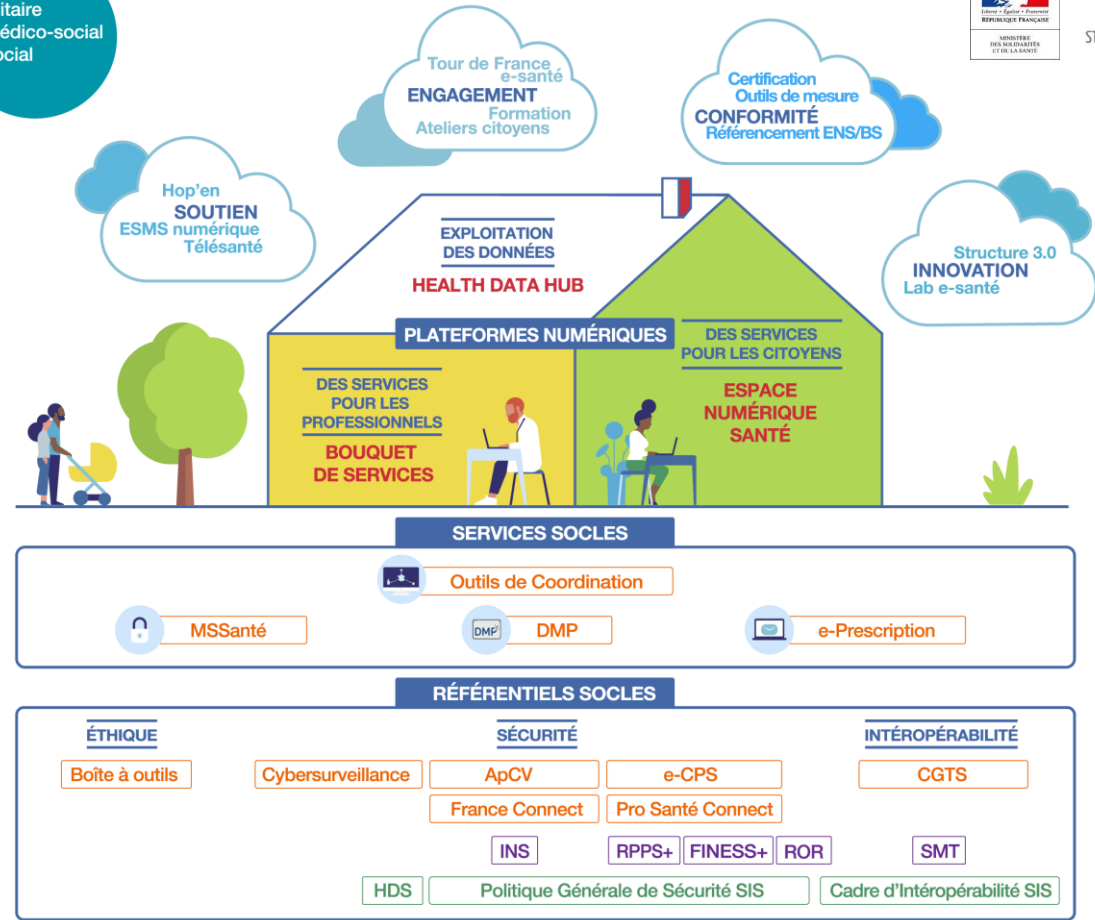 itaire
édico-social
ocial
Liberté • Égalité • Fraternité
RÉPUBLIQUE FRANÇAISE
MINISTÈRE
DES SOLIDARITÉS
ET DE LA SANTÉ
ST
Tour de France
e-santé
ENGAGEMENT
Formation
Ateliers citoyens
Certification
Outils de mesure
CONFORMITÉ
Référencement ENS/BS
Hop'en
SOUTIEN
ESMS numérique
Télésanté
Structure 3.0
INNOVATION
Lab e-santé
EXPLOITATION
DES DONNÉES
HEALTH DATA HUB
PLATEFORMES NUMÉRIQUES
DES SERVICES
POUR LES CITOYENS
ESPACE
NUMÉRIQUE
SANTÉ
DES SERVICES
POUR LES
PROFESSIONNELS
BOUQUET
DE SERVICES
SERVICES SOCLES
Outils de Coordination
MSSanté
DMP
DMP
e-Prescription
RÉFÉRENTIELS SOCLES
ÉTHIQUE
SÉCURITÉ
INTÉROPÉRABILITÉ
Boîte à outils
Cybersurveillance
ApCV
e-CPS
CGTS
France Connect
Pro Santé Connect
INS
RPPS+
FINESS+
ROR
SMT
HDS
Politique Générale de Sécurité SIS
Cadre d'Intéropérabilité SIS